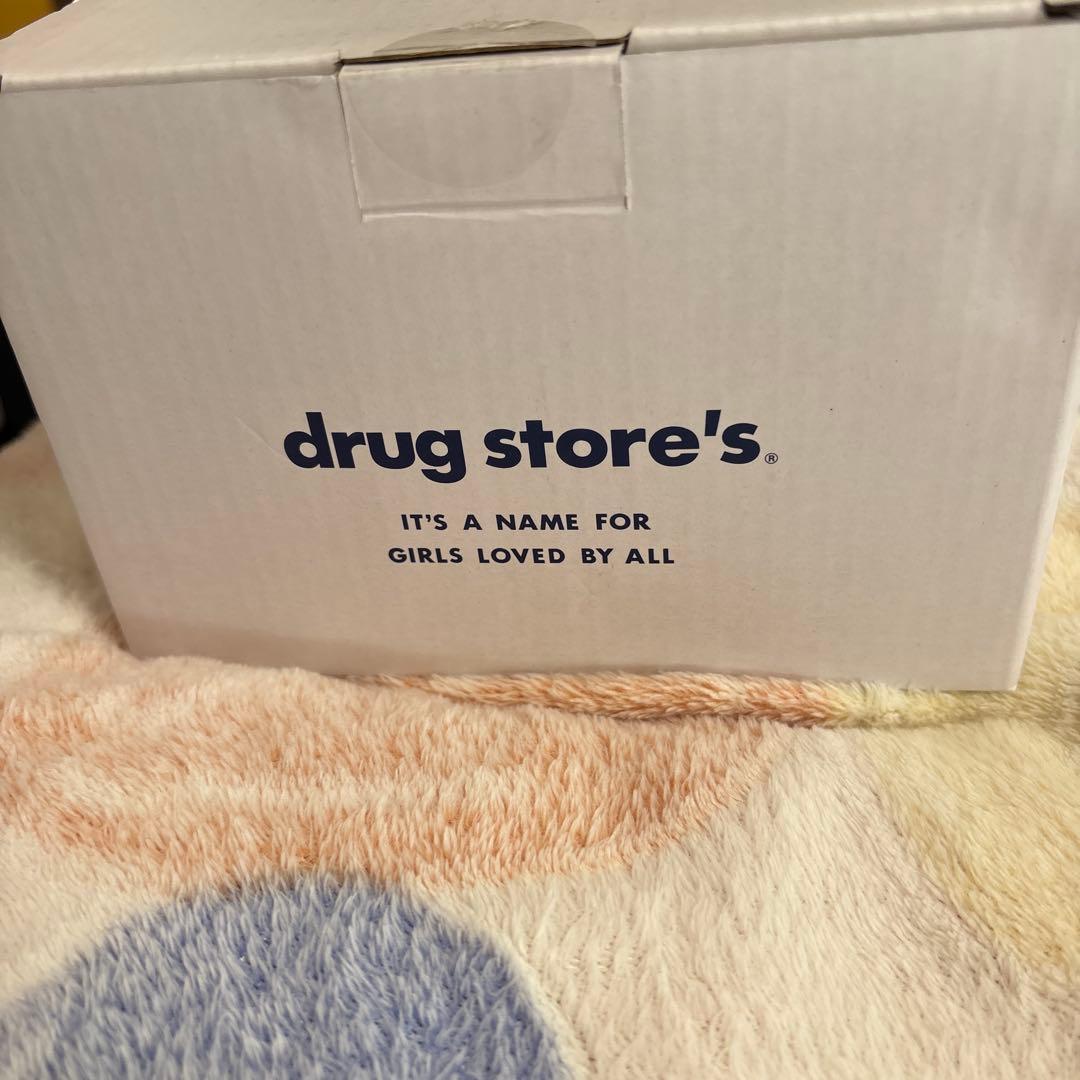 drug store's®
IT'S A NAME FOR
GIRLS LOVED BY ALL